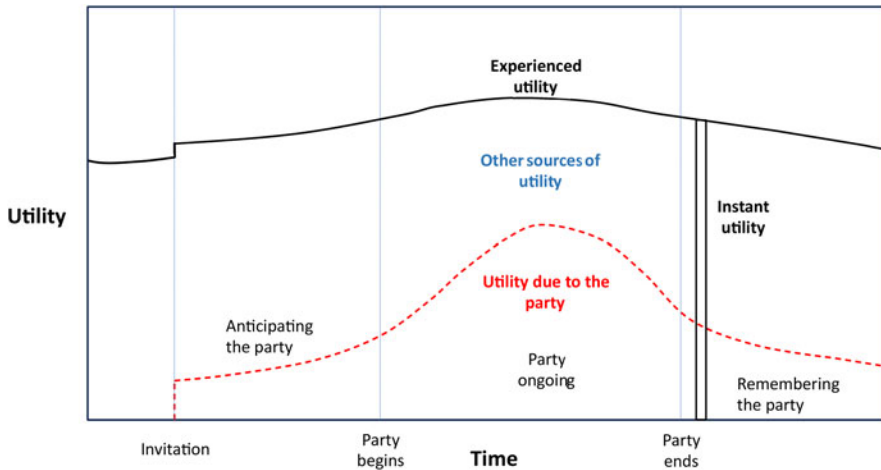 Experienced
utility
Other sources of
utility
Utility
Instant
utility
Utility due to the
party
Anticipating
the party
Party
ongoing
Remembering
the party
Invitation
Party
begins
Time
Party
ends